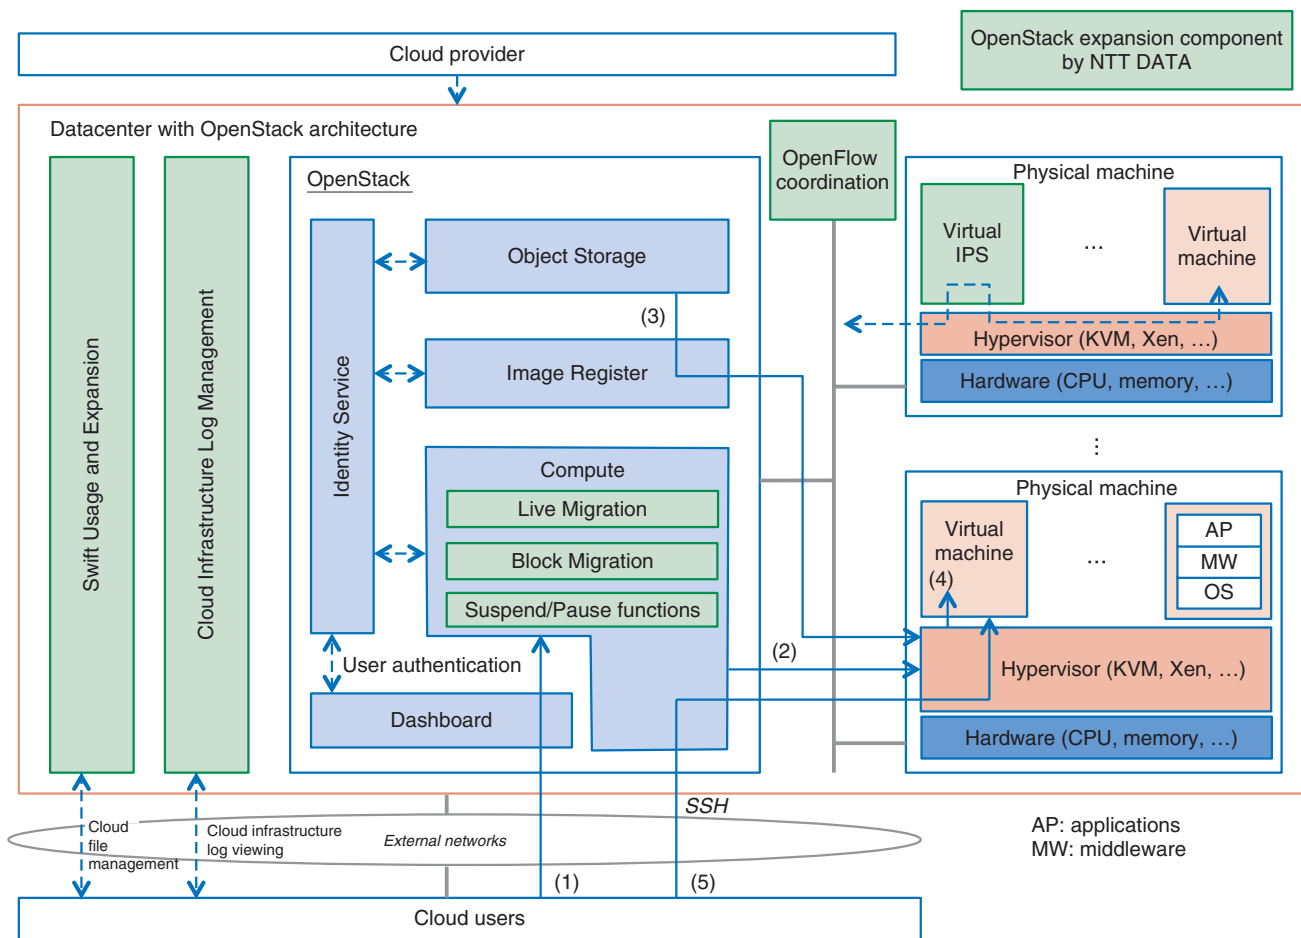 Cloud provider
OpenStack expansion component
by NTT DATA
Datacenter with OpenStack architecture
Swift Usage and Expansion
Cloud Infrastructure Log Management
OpenStack
Identity Service
Object Storage
(3)
Image Register
Compute
Live Migration
Block Migration
Suspend/Pause functions
User authentication
Dashboard
(2)
OpenFlow
coordination
Physical machine
Virtual
IPS
...
Virtual
machine
Hypervisor (KVM, Xen, ...)
Hardware (CPU, memory, ...)
⋮
Physical machine
Virtual
machine
(4)
...
AP
MW
OS
Hypervisor (KVM, Xen, ...)
Hardware (CPU, memory, ...)
SSH
Cloud
file
management
Cloud infrastructure
log viewing
External networks
(1)
(5)
AP: applications
MW: middleware
Cloud users